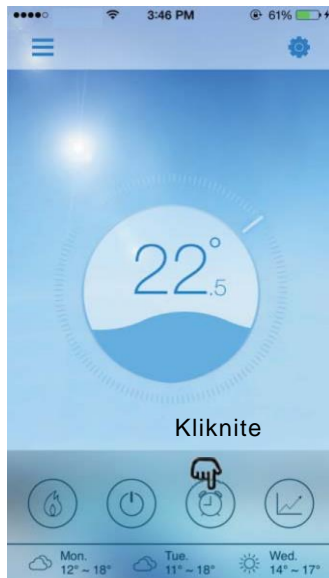 3:46 PM 61%
22°
.5
Kliknite
Mon. Tue. Wed.
12° ~ 18° 11° ~ 18° 14° ~ 17°